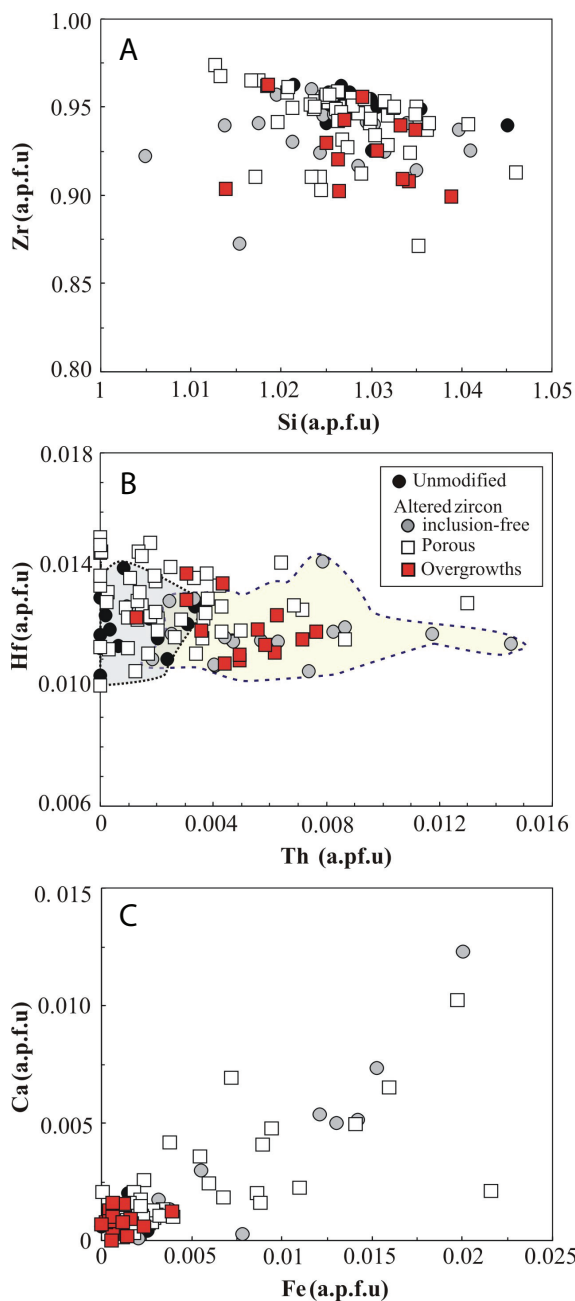 A
1.00
0.95
0.90
0.85
0.80
Zr (a.p.f.u)
1
1.01
1.02
1.03
1.04
1.05
Si (a.p.f.u)
B
0.018
0.014
0.010
0.006
Hf (a.p.f.u)
Unmodified
Altered zircon
inclusion-free
Porous
Overgrowths
0
0.004
0.008
0.012
0.016
Th (a.pf.u)
C
0.015
0.010
0.005
0
Ca (a.p.f.u)
0
0.005
0.010
0.015
0.02
0.025
Fe (a.p.f.u)